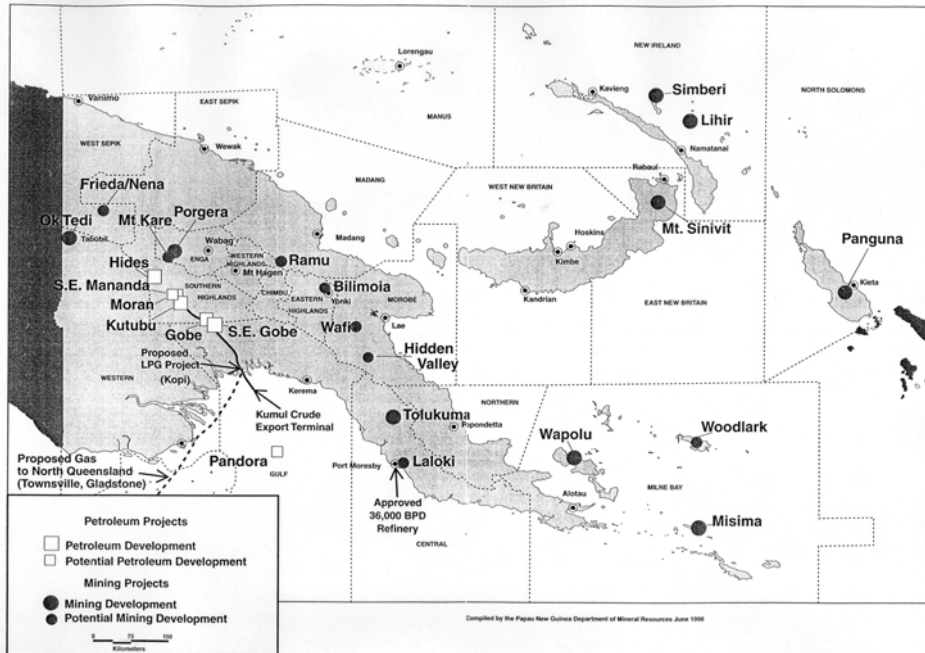 Lorengau
NEW IRELAND
Kavieng
Simberi
NORTH SOLOMONS
Vanimo
EAST SEPIK
MANUS
Lihir
WEST SEPIK
Wewak
Namatanai
Rabaul
MADANG
WEST NEW BRITAIN
Frieda/Nena
Ok Tedi
Tabobil
Mt Kare
Porgera
Mt. Sinivit
Wabag
ENGA
WESTERN
HIGHLANDS
Madang
Hoskins
Kimbe
Panguna
Kieta
Hides
Mt Hagen
Ramu
S.E. Mananda
SOUTHERN
HIGHLANDS
CHIMBU
EASTERN
HIGHLANDS
Bilimoia
Yonki
MOROBE
Kandrian
EAST NEW BRITAIN
Moran
Kutubu
Gobe
S.E. Gobe
Wafi
Lae
Hidden
Valley
Proposed
LPG Project
(Kopi)
WESTERN
Kerema
NORTHERN
Kumul Crude
Export Terminal
Tolukuma
Popondetta
Wapolu
Woodlark
Proposed Gas
to North Queensland
(Townsville, Gladstone)
Pandora
GULF
Port Moresby
Laloki
MILNE BAY
Alotau
Approved
36,000 BPD
Refinery
CENTRAL
Misima
Petroleum Projects
Petroleum Development
Potential Petroleum Development
Mining Projects
Mining Development
Potential Mining Development
0 75 150
Kilometers
Compiled by the Papau New Guinea Department of Mineral Resources June 1998